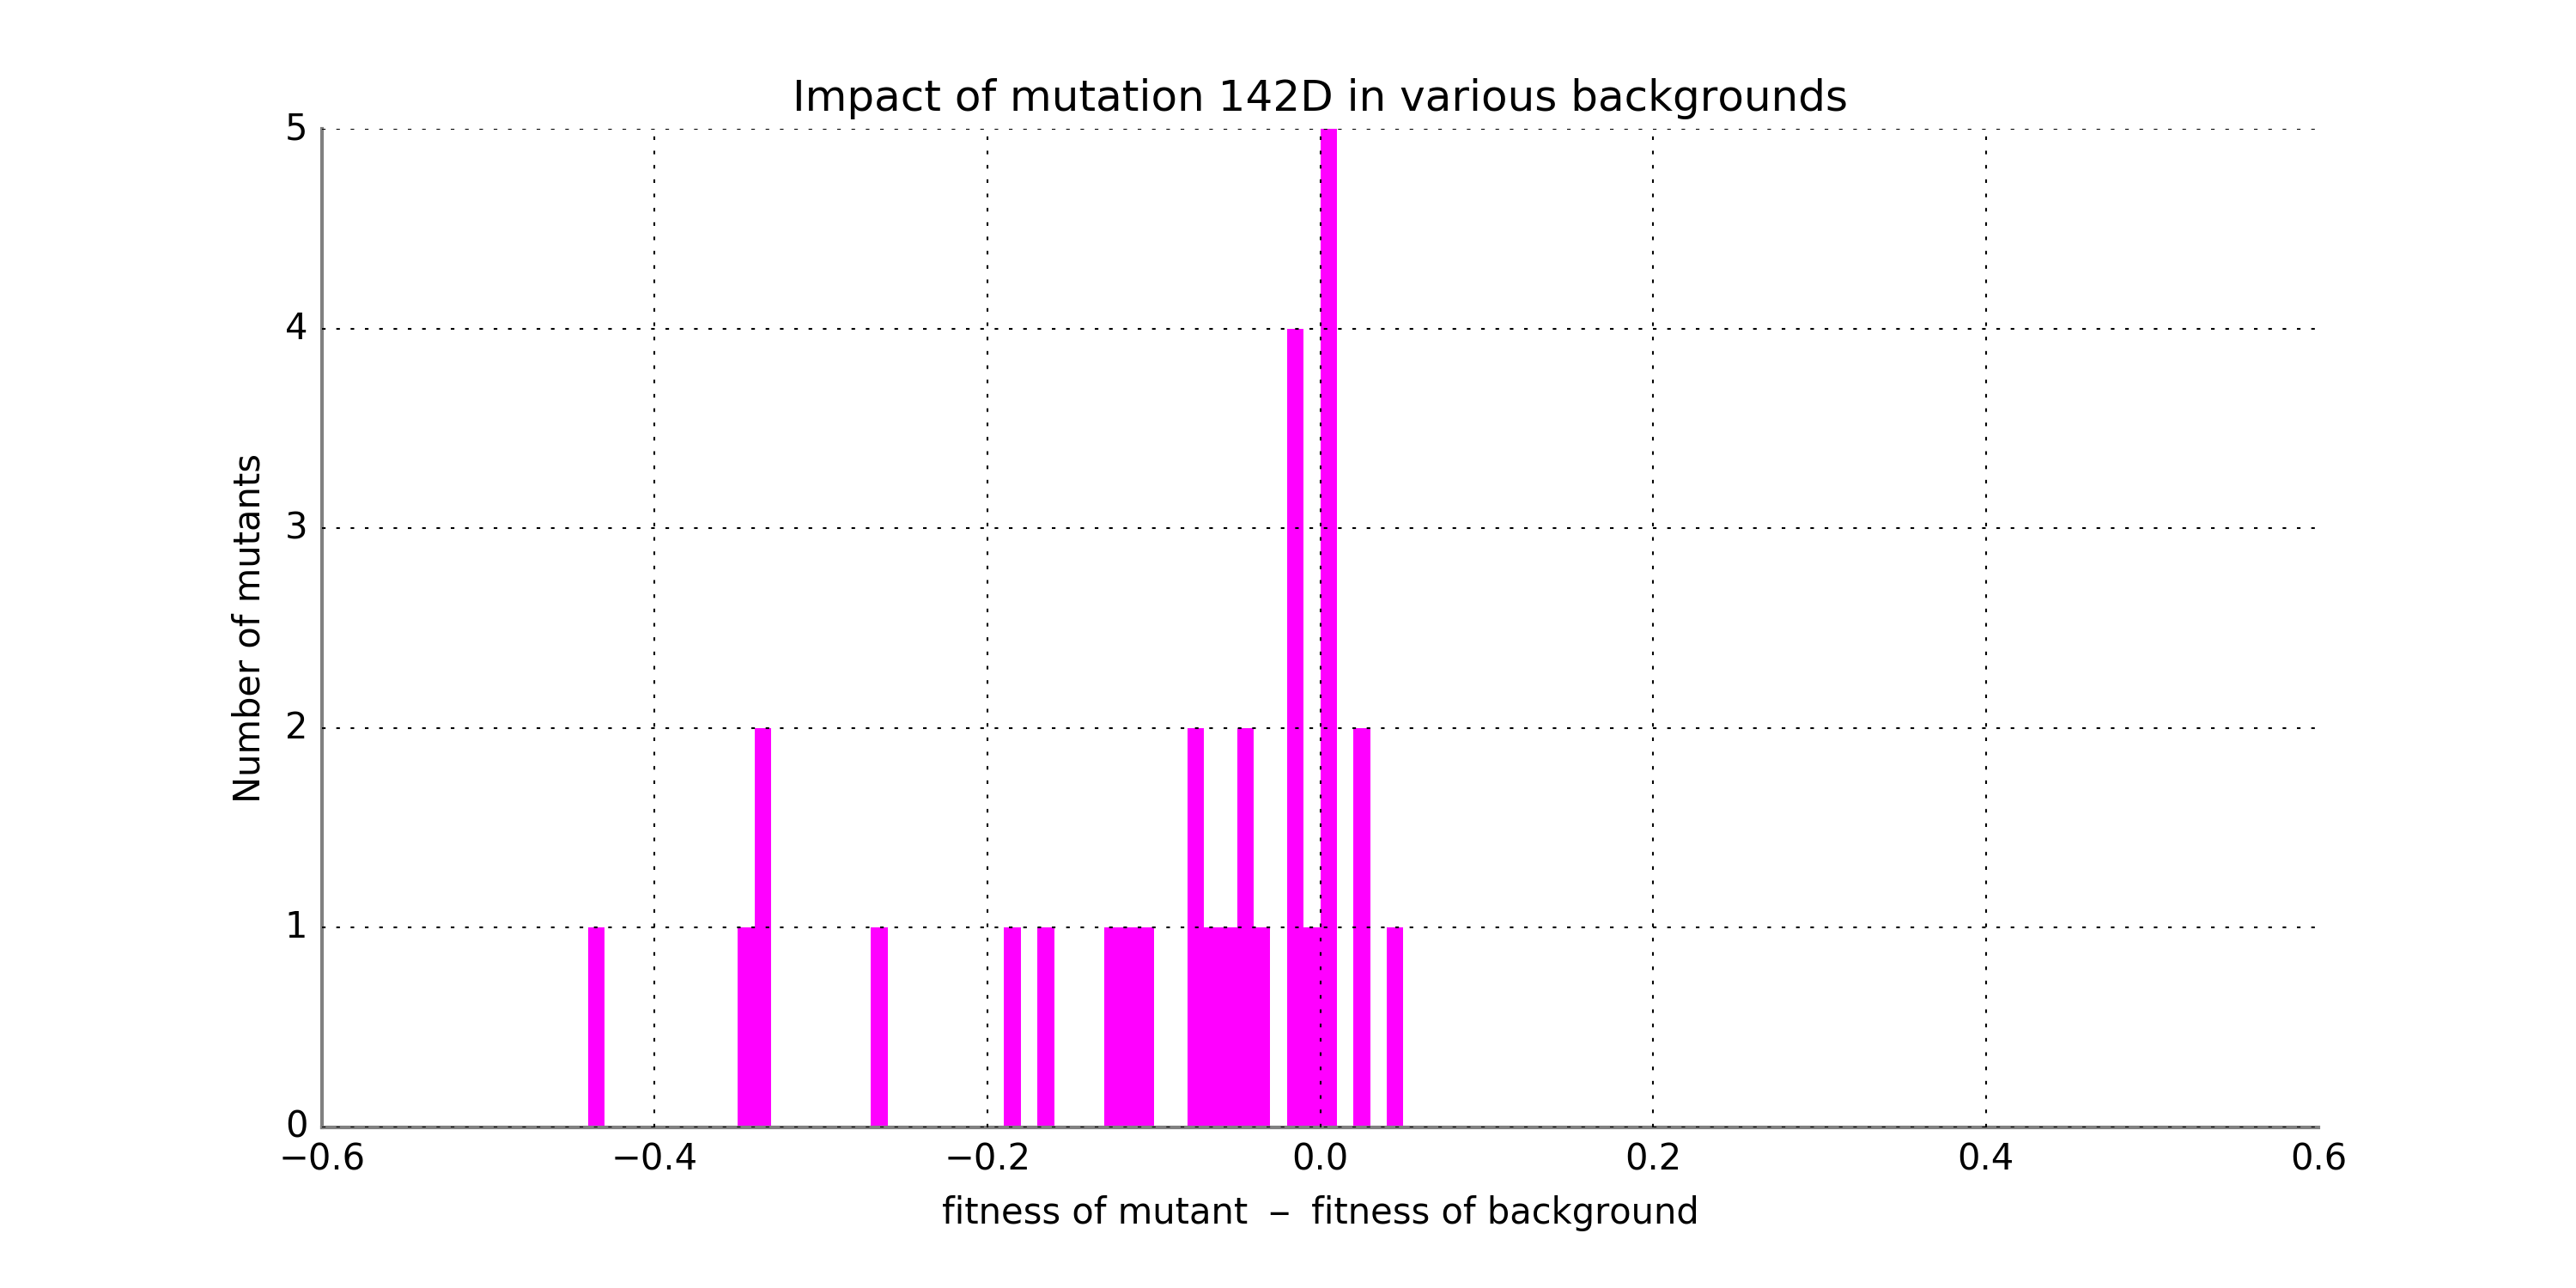 Impact of mutation 142D in various backgrounds
5
4
3
2
1
0
Number of mutants
−0.6 −0.4 −0.2 0.0 0.2 0.4 0.6
fitness of mutant − fitness of background